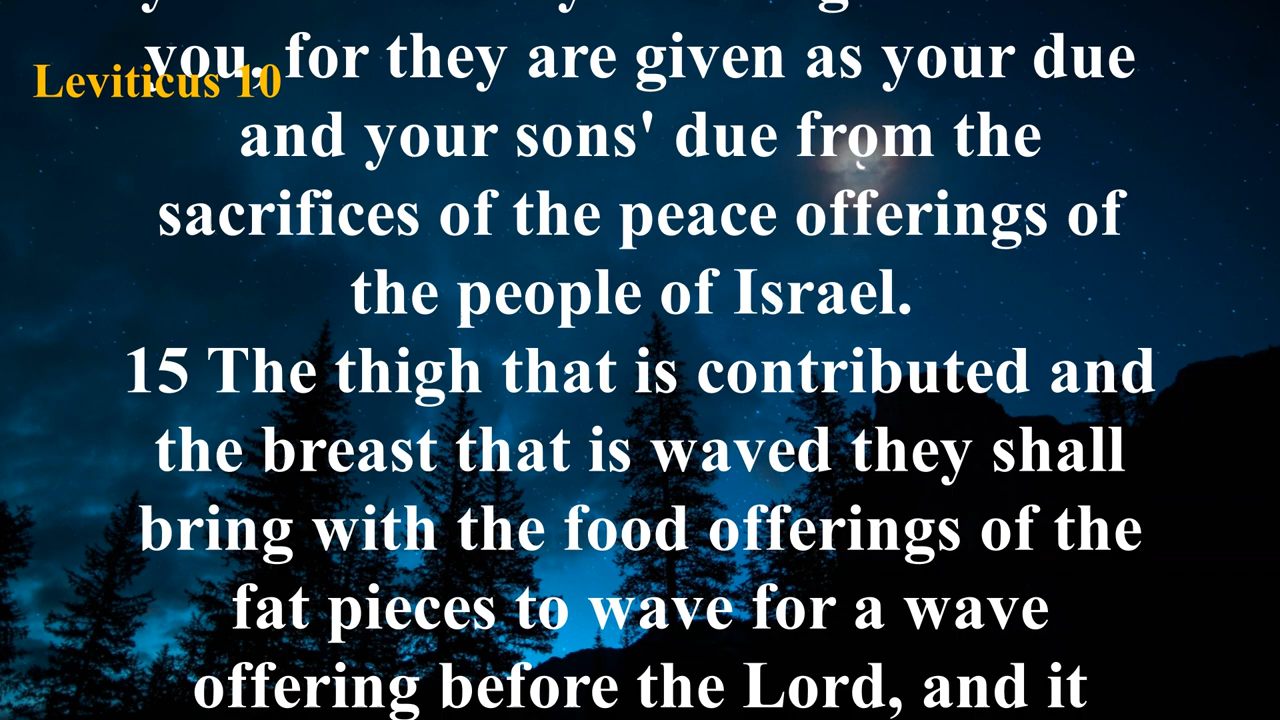 you, for they are given as your due
Leviticus 10
and your sons' due from the
sacrifices of the peace offerings of
the people of Israel.
15 The thigh that is contributed and
the breast that is waved they shall
bring with the food offerings of the
fat pieces to wave for a wave
offering before the Lord, and it